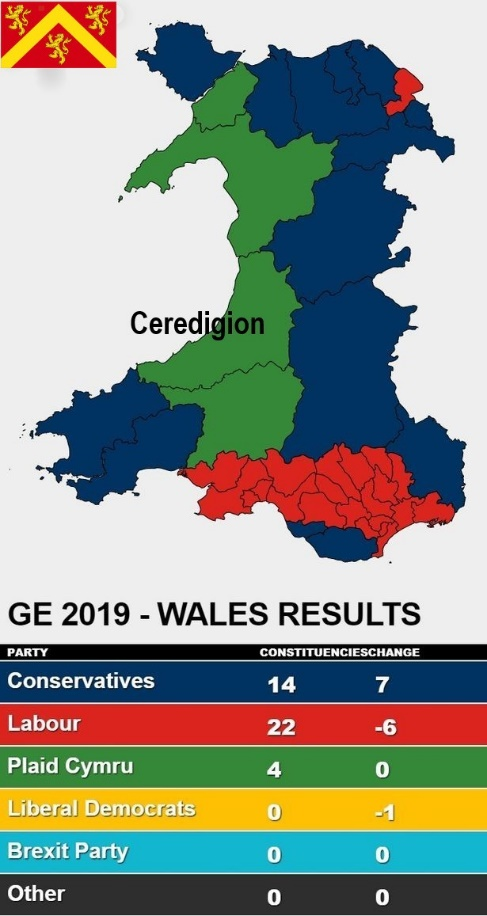 Ceredigion
GE 2019 - WALES RESULTS
PARTY CONSTITUENCIESCHANGE
Conservatives 14 7
Labour 22 -6
Plaid Cymru 4 0
Liberal Democrats 0 -1
Brexit Party 0 0
Other 0 0